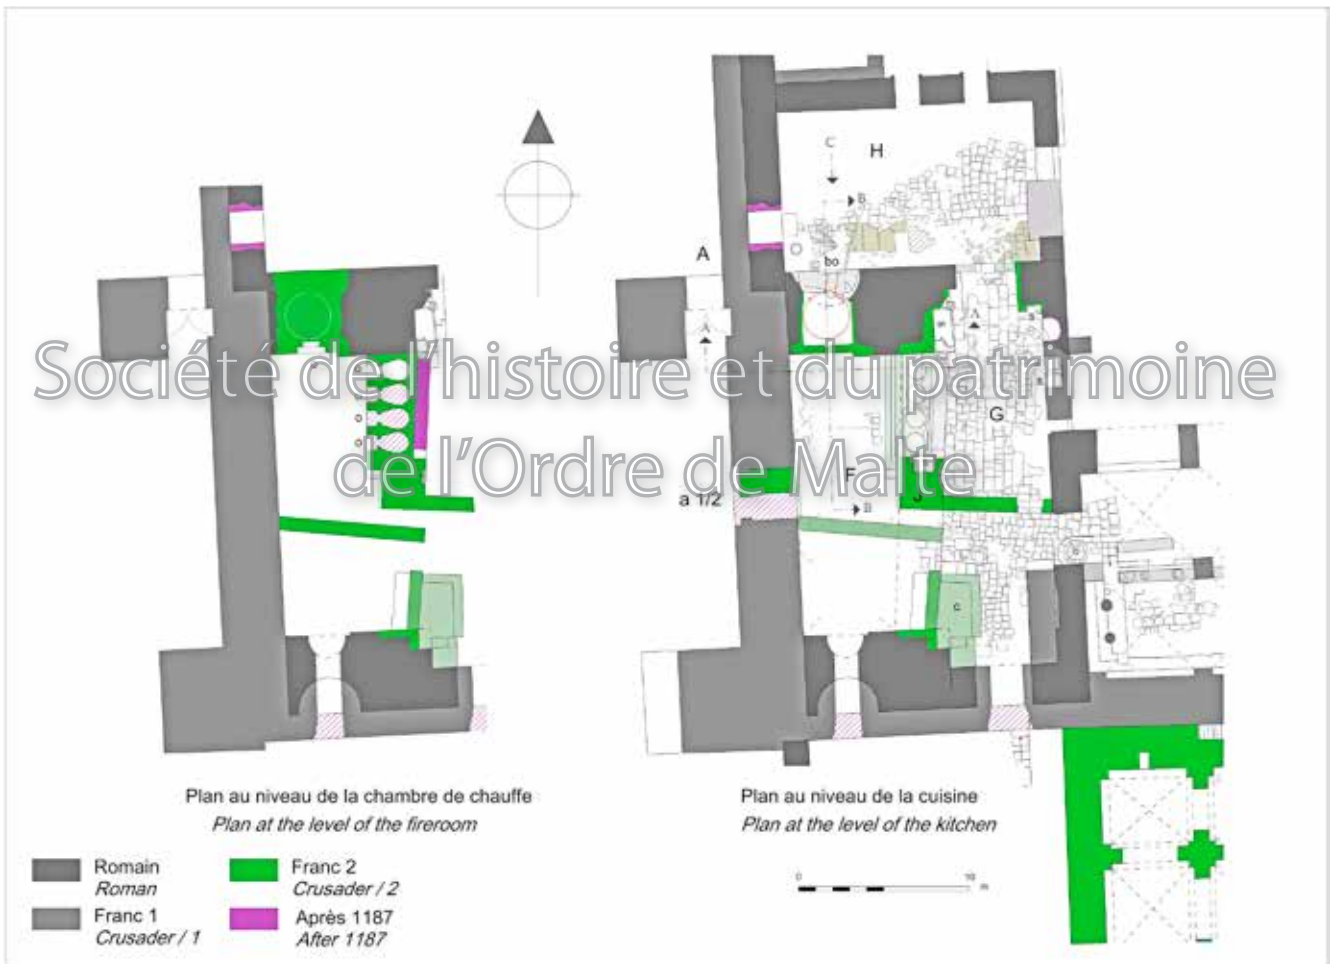 C
H
B
bo
A
A
A
Société de l'histoire et du patrimoine
G
de l'Ordre de Malte
F
J
a 1/2
B
c
Plan au niveau de la chambre de chauffe
Plan at the level of the fireroom
Plan au niveau de la cuisine
Plan at the level of the kitchen
Romain
Roman
Franc 1
Crusader / 1
Franc 2
Crusader / 2
Après 1187
After 1187
0 10 m